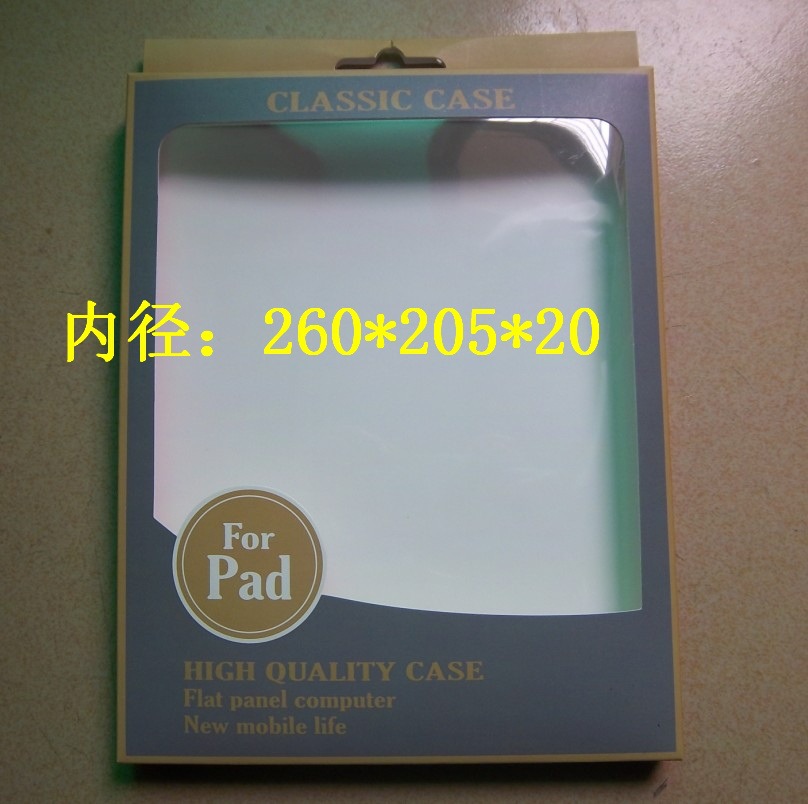 CLASSIC CASE
内径：260*205*20
For
Pad
HIGH QUALITY CASE
Flat panel computer
New mobile life